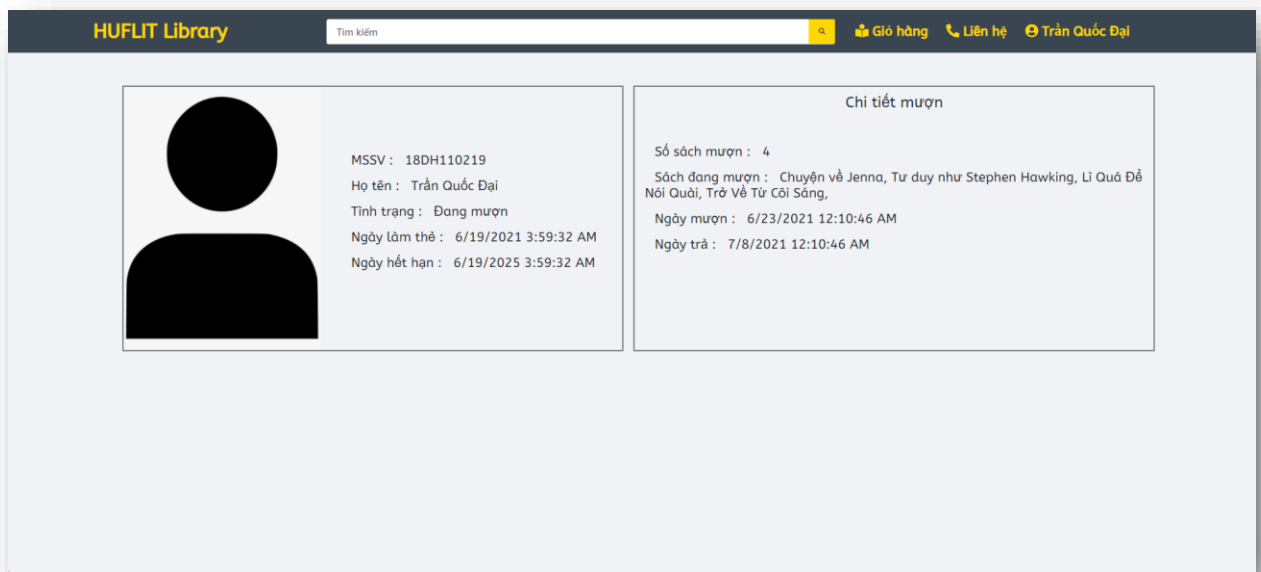 HUFLIT Library
Tìm kiếm
Giỏ hàng
Liên hệ
Trần Quốc Đại
MSSV : 18DH110219
Họ tên : Trần Quốc Đại
Tình trạng : Đang mượn
Ngày làm thẻ : 6/19/2021 3:59:32 AM
Ngày hết hạn : 6/19/2025 3:59:32 AM
Chi tiết mượn
Số sách mượn : 4
Sách đang mượn : Chuyện về Jenna, Tư duy như Stephen Hawking, Lì Quá Để
Nói Quài, Trở Về Từ Cõi Sáng,
Ngày mượn : 6/23/2021 12:10:46 AM
Ngày trả : 7/8/2021 12:10:46 AM